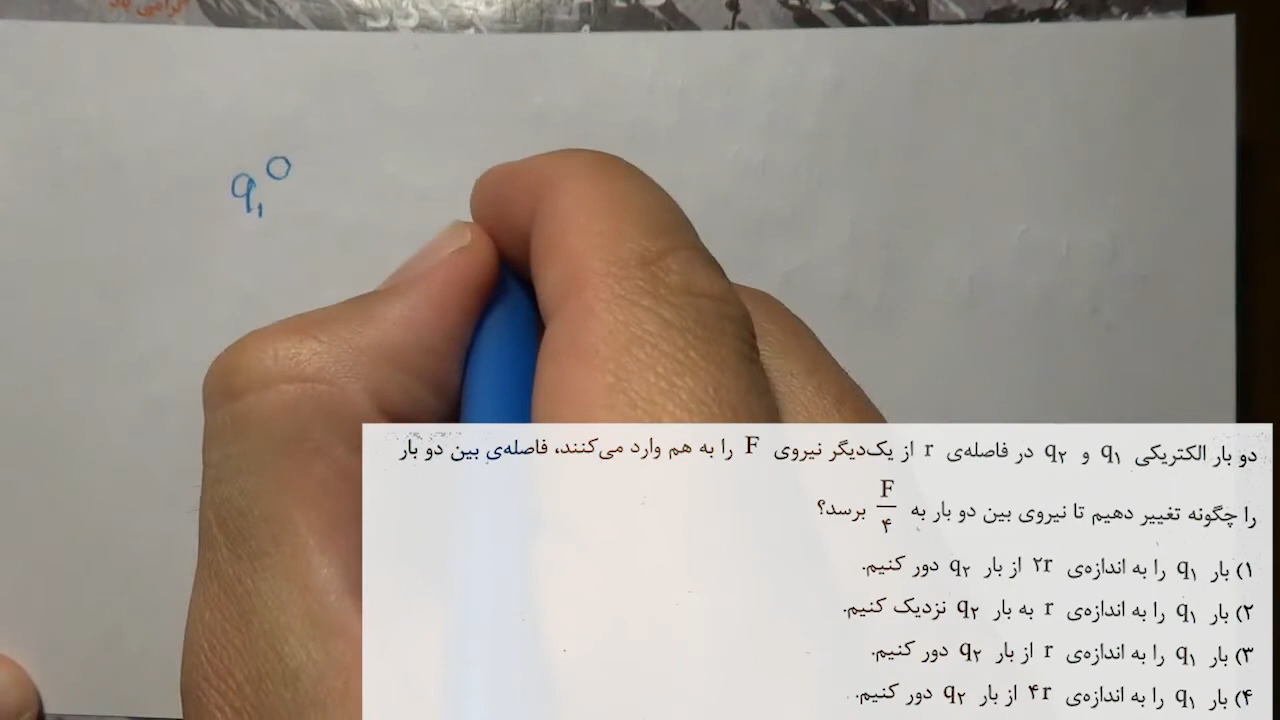 گرامی باد
q₁
دو بار الکتریکی q₁ و q₂ در فاصله‌ی r از یک‌دیگر نیروی F را به هم وارد می‌کنند، فاصله‌ی بین دو بار
را چگونه تغییر دهیم تا نیروی بین دو بار به F/۴ برسد؟
۱) بار q₁ را به اندازه‌ی ۲r از بار q₂ دور کنیم.
۲) بار q₁ را به اندازه‌ی r به بار q₂ نزدیک کنیم.
۳) بار q₁ را به اندازه‌ی r از بار q₂ دور کنیم.
۴) بار q₁ را به اندازه‌ی ۴r از بار q₂ دور کنیم.